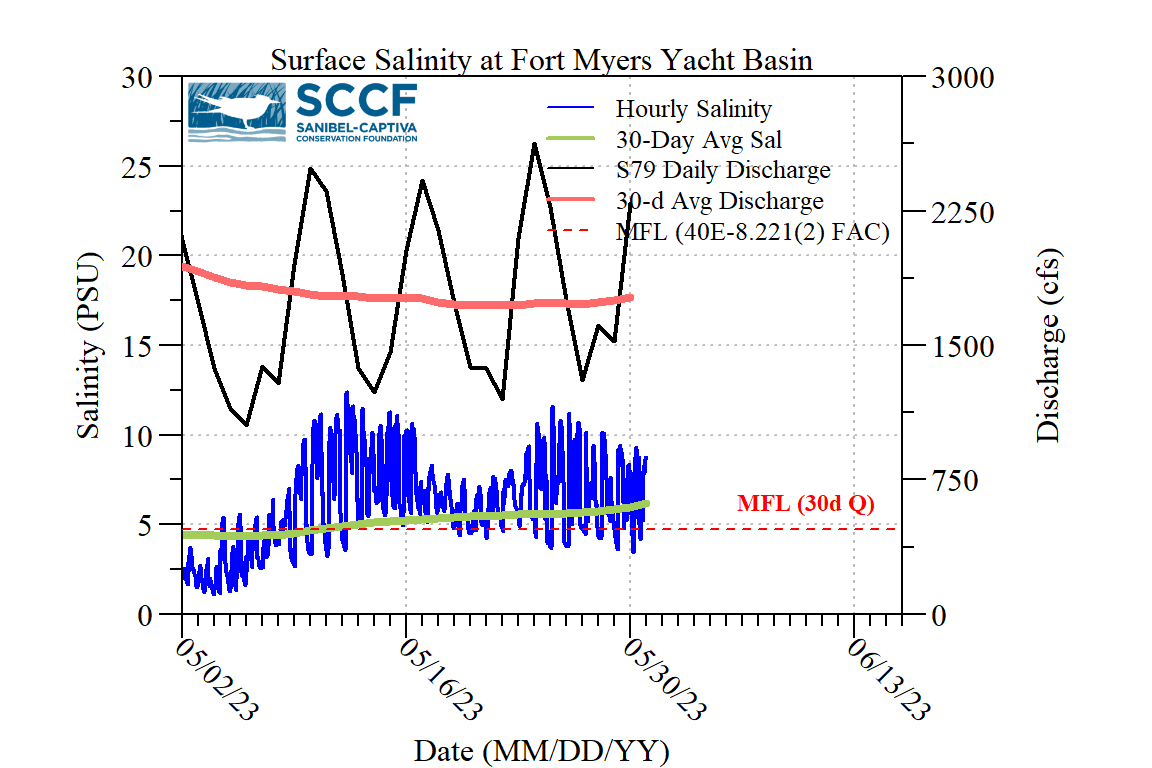 Surface Salinity at Fort Myers Yacht Basin
SCCF
SANIBEL-CAPTIVA
CONSERVATION FOUNDATION
Hourly Salinity
30-Day Avg Sal
S79 Daily Discharge
30-d Avg Discharge
MFL (40E-8.221(2) FAC)
30
25
20
15
10
5
0
Salinity (PSU)
3000
2250
1500
750
0
Discharge (cfs)
MFL (30d Q)
05/02/23
05/16/23
05/30/23
06/13/23
Date (MM/DD/YY)